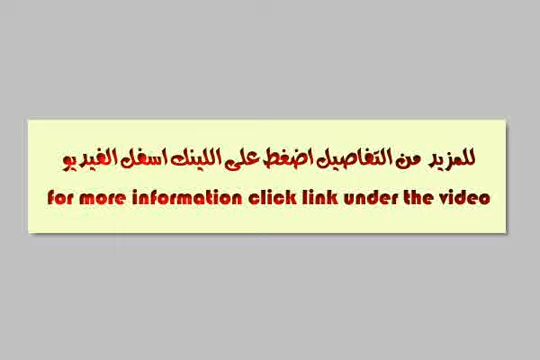 للمزيد من التفاصيل اضغط على اللينك اسفل الفيديو
for more information click link under the video